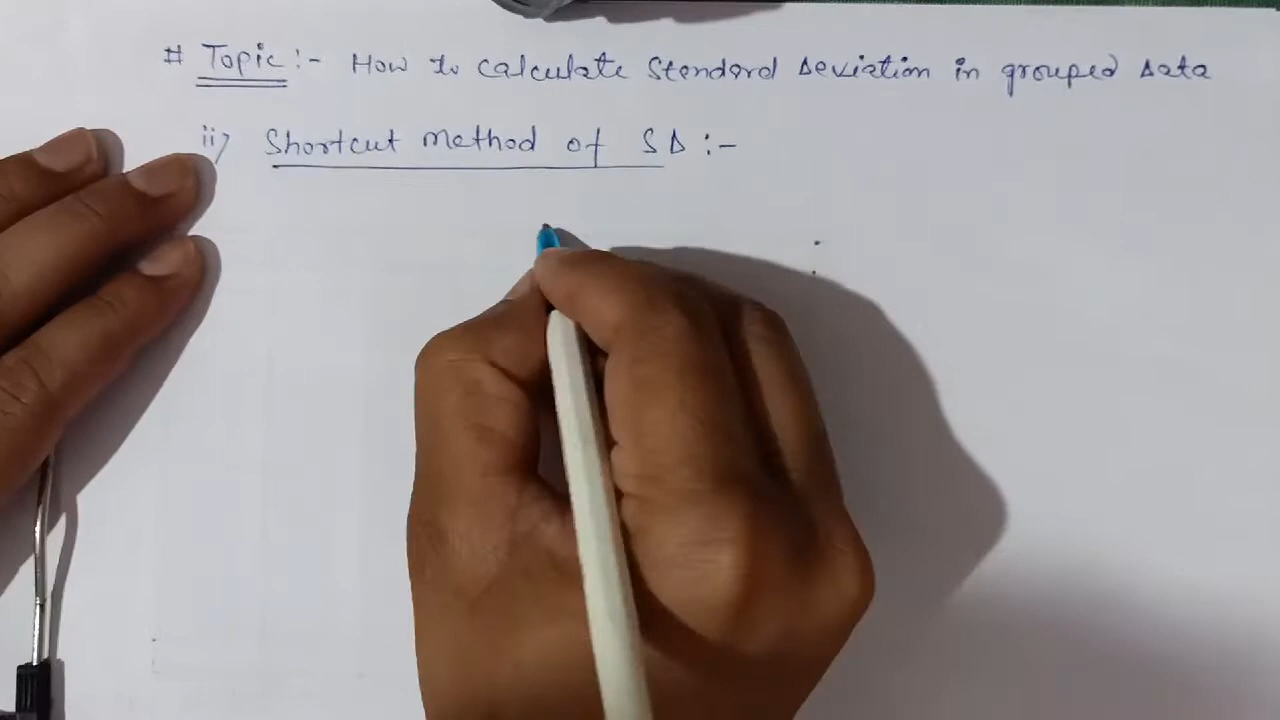 # Topic :- How to calculate Standard Deviation in grouped data
ii) Shortcut method of SD :-